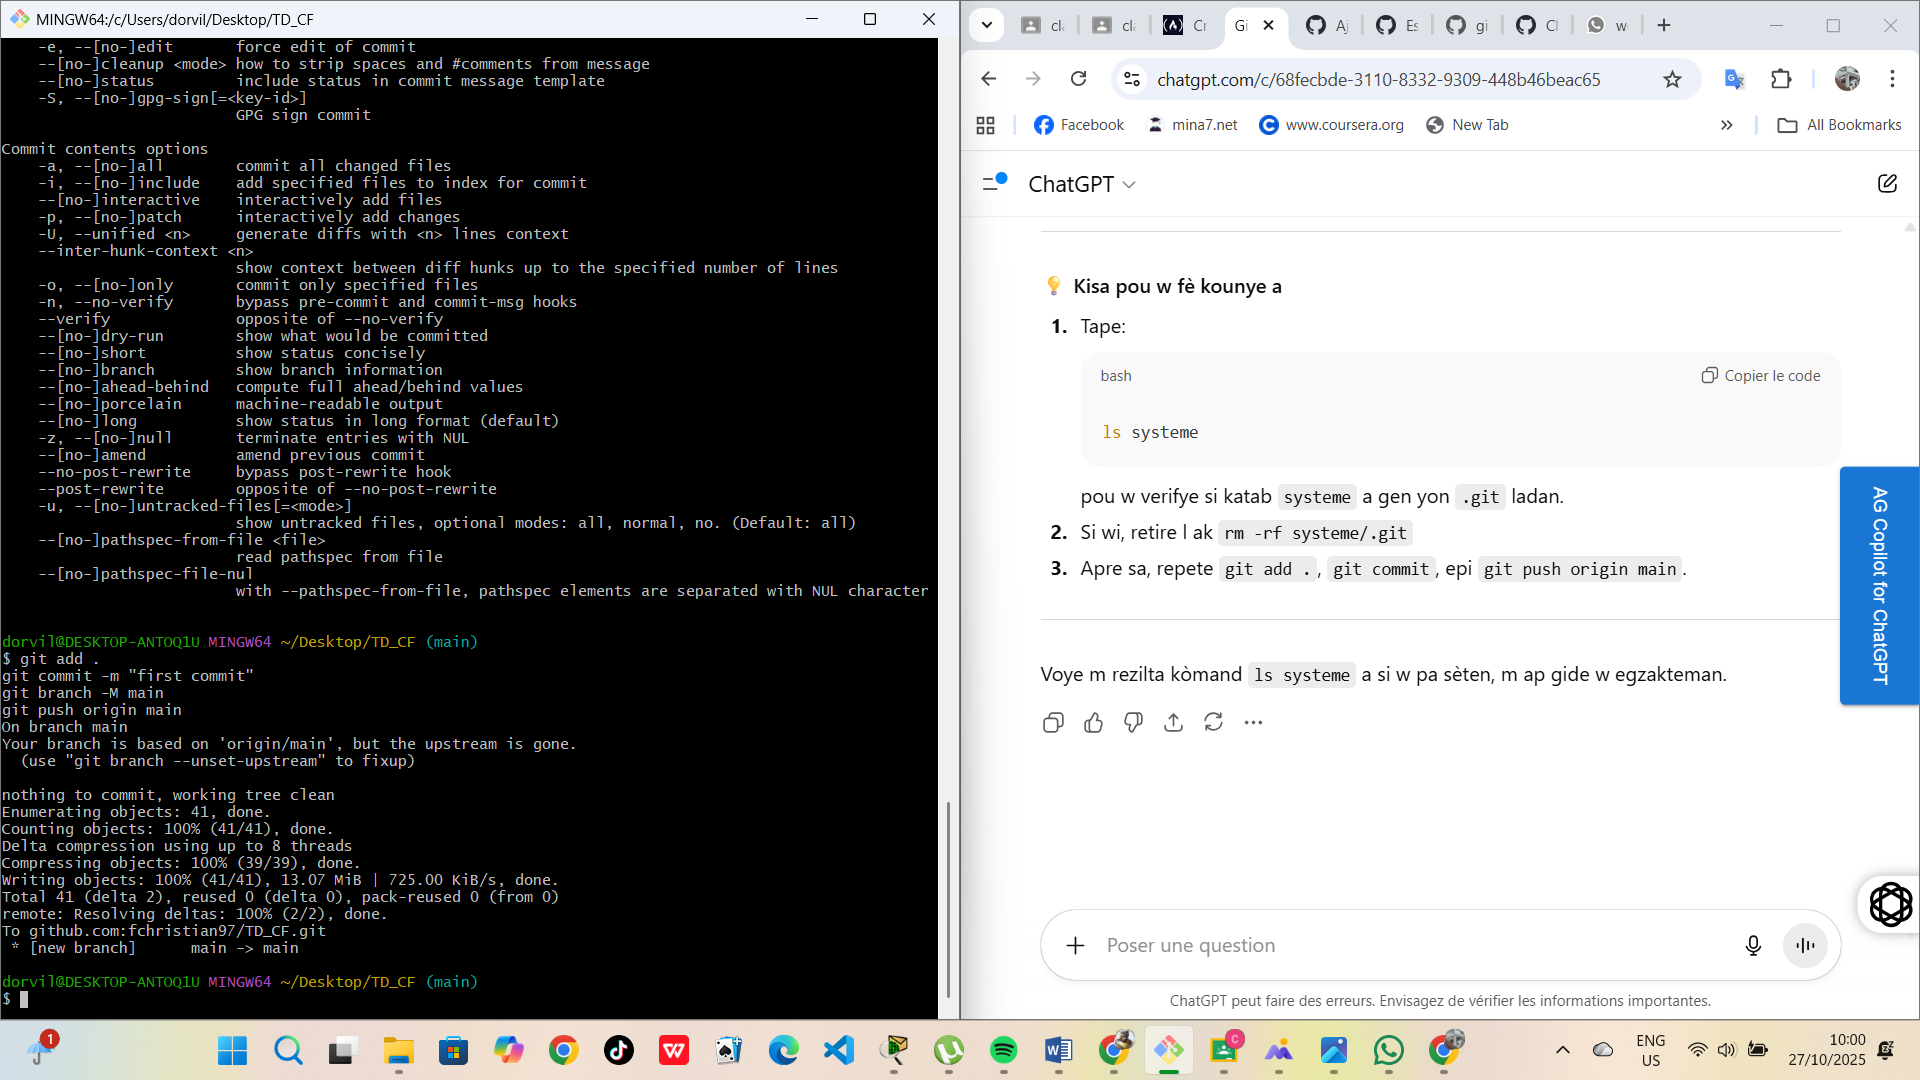 MINGW64:/c/Users/dorvil/Desktop/TD_CF
-e, --[no-]edit force edit of commit
--[no-]cleanup <mode> how to strip spaces and #comments from message
--[no-]status include status in commit message template
-S, --[no-]gpg-sign[=<key-id>]
GPG sign commit
Commit contents options
-a, --[no-]all commit all changed files
-i, --[no-]include add specified files to index for commit
--[no-]interactive interactively add files
-p, --[no-]patch interactively add changes
-U, --unified <n> generate diffs with <n> lines context
--inter-hunk-context <n>
show context between diff hunks up to the specified number of lines
-o, --[no-]only commit only specified files
-n, --no-verify bypass pre-commit and commit-msg hooks
--verify opposite of --no-verify
--[no-]dry-run show what would be committed
--[no-]short show status concisely
--[no-]branch show branch information
--[no-]ahead-behind compute full ahead/behind values
--[no-]porcelain machine-readable output
--[no-]long show status in long format (default)
-z, --[no-]null terminate entries with NUL
--[no-]amend amend previous commit
--no-post-rewrite bypass post-rewrite hook
--post-rewrite opposite of --no-post-rewrite
-u, --[no-]untracked-files[=<mode>]
show untracked files, optional modes: all, normal, no. (Default: all)
--[no-]pathspec-from-file <file>
read pathspec from file
--[no-]pathspec-file-nul
with --pathspec-from-file, pathspec elements are separated with NUL character
dorvil@DESKTOP-ANTOQ1U MINGW64 ~/Desktop/TD_CF (main)
$ git add .
git commit -m "first commit"
git branch -M main
git push origin main
On branch main
Your branch is based on 'origin/main', but the upstream is gone.
(use "git branch --unset-upstream" to fixup)
nothing to commit, working tree clean
Enumerating objects: 41, done.
Counting objects: 100% (41/41), done.
Delta compression using up to 8 threads
Compressing objects: 100% (39/39), done.
Writing objects: 100% (41/41), 13.07 MiB | 725.00 KiB/s, done.
Total 41 (delta 2), reused 0 (delta 0), pack-reused 0 (from 0)
remote: Resolving deltas: 100% (2/2), done.
To github.com:fchristian97/TD_CF.git
* [new branch] main -> main
dorvil@DESKTOP-ANTOQ1U MINGW64 ~/Desktop/TD_CF (main)
$
cl cl Cr Gi Aj Es gi Cl w
chatgpt.com/c/68fecbde-3110-8332-9309-448b46beac65
Facebook mina7.net www.coursera.org New Tab All Bookmarks
ChatGPT
Kisa pou w fè kounye a
1. Tape:
bash Copier le code
ls systeme
pou w verifye si katab systeme a gen yon .git ladan.
2. Si wi, retire l ak rm -rf systeme/.git
3. Apre sa, repete git add ., git commit, epi git push origin main.
Voye m rezilta kòmand ls systeme a si w pa sèten, m ap gide w egzakteman.
AG Copilot for ChatGPT
Poser une question
ChatGPT peut faire des erreurs. Envisagez de vérifier les informations importantes.
1
W
C
ENG
US
10:00
27/10/2025